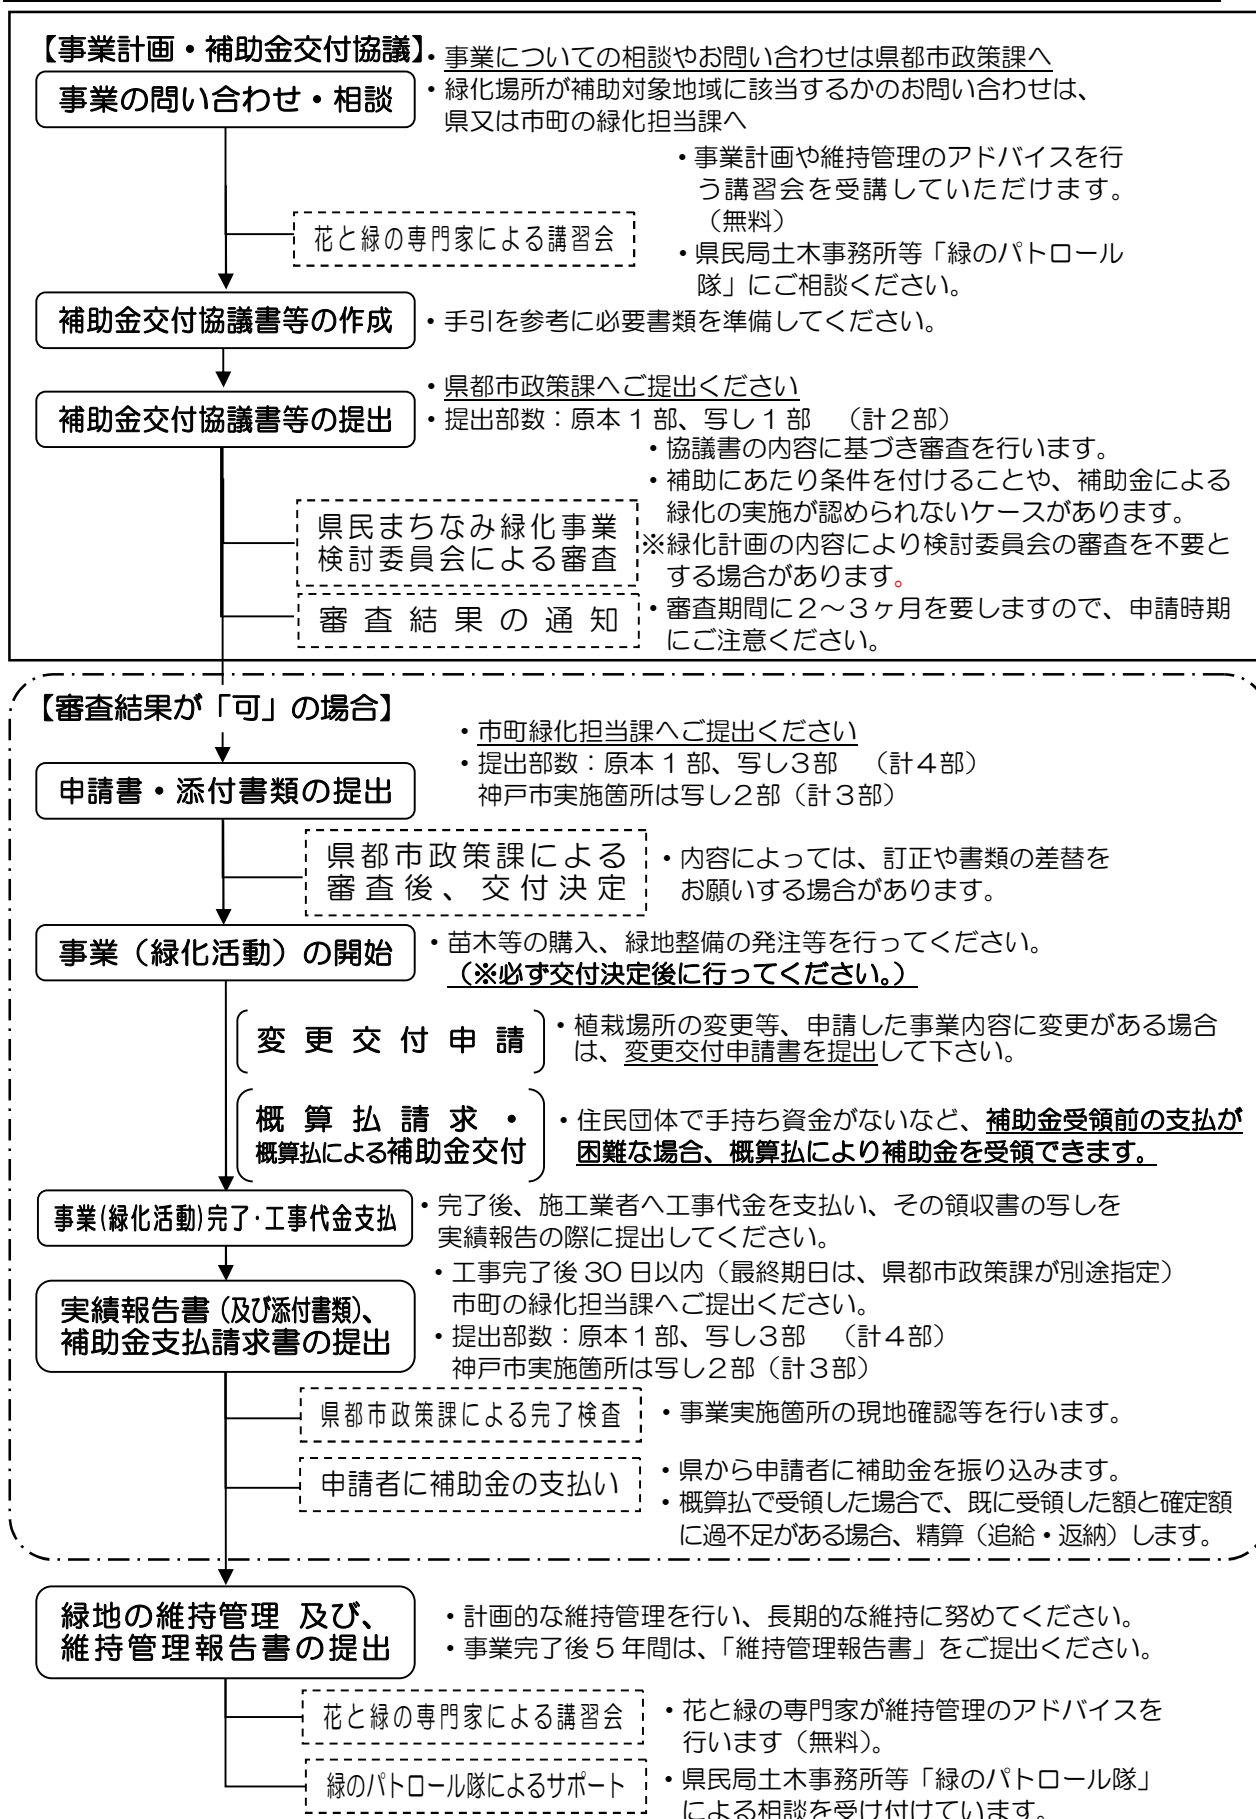 【事業計画・補助金交付協議】
・事業についての相談やお問い合わせは県都市政策課へ
事業の問い合わせ・相談
・緑化場所が補助対象地域に該当するかのお問い合わせは、
県又は市町の緑化担当課へ
・事業計画や維持管理のアドバイスを行
う講習会を受講していただけます。
（無料）
花と緑の専門家による講習会
・県民局土木事務所等「緑のパトロール
隊」にご相談ください。
補助金交付協議書等の作成
・手引を参考に必要書類を準備してください。
補助金交付協議書等の提出
・県都市政策課へご提出ください
・提出部数：原本１部、写し１部　（計２部）
・協議書の内容に基づき審査を行います。
・補助にあたり条件を付けることや、補助金による
緑化の実施が認められないケースがあります。
県民まちなみ緑化事業
検討委員会による審査
※緑化計画の内容により検討委員会の審査を不要と
する場合があります。
審査結果の通知
・審査期間に２～３ヶ月を要しますので、申請時期
にご注意ください。
【審査結果が「可」の場合】
・市町緑化担当課へご提出ください
・提出部数：原本１部、写し３部　（計４部）
神戸市実施箇所は写し２部（計３部）
申請書・添付書類の提出
県都市政策課による
審査後、交付決定
・内容によっては、訂正や書類の差替を
お願いする場合があります。
事業（緑化活動）の開始
・苗木等の購入、緑地整備の発注等を行ってください。
（※必ず交付決定後に行ってください。）
変更交付申請
・植栽場所の変更等、申請した事業内容に変更がある場合
は、変更交付申請書を提出して下さい。
概算払請求・
概算払による補助金交付
・住民団体で手持ち資金がないなど、補助金受領前の支払が
困難な場合、概算払により補助金を受領できます。
事業(緑化活動)完了･工事代金支払
・完了後、施工業者へ工事代金を支払い、その領収書の写しを
実績報告の際に提出してください。
実績報告書（及び添付書類）、
補助金支払請求書の提出
・工事完了後30日以内（最終期日は、県都市政策課が別途指定）
市町の緑化担当課へご提出ください。
・提出部数：原本１部、写し３部　（計４部）
神戸市実施箇所は写し２部（計３部）
県都市政策課による完了検査
・事業実施箇所の現地確認等を行います。
申請者に補助金の支払い
・県から申請者に補助金を振り込みます。
・概算払で受領した場合で、既に受領した額と確定額
に過不足がある場合、精算（追給・返納）します。
緑地の維持管理 及び、
維持管理報告書の提出
・計画的な維持管理を行い、長期的な維持に努めてください。
・事業完了後５年間は、「維持管理報告書」をご提出ください。
花と緑の専門家による講習会
・花と緑の専門家が維持管理のアドバイスを
行います（無料）。
緑のパトロール隊によるサポート
・県民局土木事務所等「緑のパトロール隊」
による相談を受け付けています。